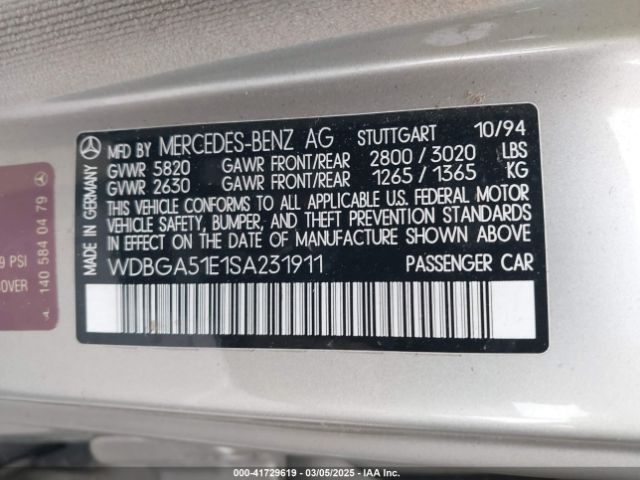 MFD BY MERCEDES-BENZ AG STUTTGART 10/94
GVWR 5820 GAWR FRONT/REAR 2800 / 3020 LBS
GVWR 2630 GAWR FRONT/REAR 1265 / 1365 KG
THIS VEHICLE CONFORMS TO ALL APPLICABLE U.S. FEDERAL MOTOR
VEHICLE SAFETY, BUMPER, AND THEFT PREVENTION STANDARDS
IN EFFECT ON THE DATE OF MANUFACTURE SHOWN ABOVE
WDBGA51E1SA231911 PASSENGER CAR
MADE IN GERMANY
9 PSI
OVER
A. 140 584 04 79
000-41729619 - 03/05/2025 - IAA Inc.